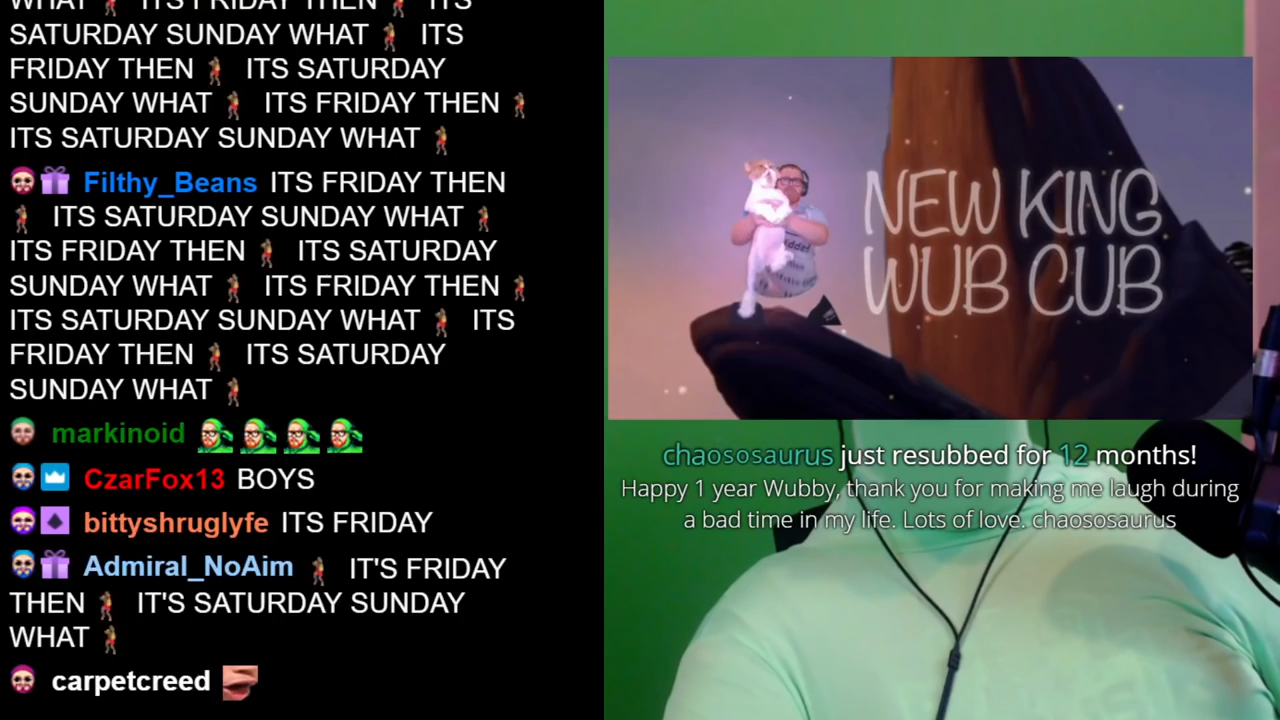 WHAT ITS FRIDAY THEN ITS
SATURDAY SUNDAY WHAT ITS
FRIDAY THEN ITS SATURDAY
SUNDAY WHAT ITS FRIDAY THEN
ITS SATURDAY SUNDAY WHAT
Filthy_Beans ITS FRIDAY THEN
ITS SATURDAY SUNDAY WHAT
ITS FRIDAY THEN ITS SATURDAY
SUNDAY WHAT ITS FRIDAY THEN
ITS SATURDAY SUNDAY WHAT ITS
FRIDAY THEN ITS SATURDAY
SUNDAY WHAT
markinoid
CzarFox13 BOYS
bittyshruglyfe ITS FRIDAY
Admiral_NoAim IT'S FRIDAY
THEN IT'S SATURDAY SUNDAY
WHAT
carpetcreed
NEW KING
WUB CUB
chaososaurus just resubbed for 12 months!
Happy 1 year Wubby, thank you for making me laugh during
a bad time in my life. Lots of love. chaososaurus